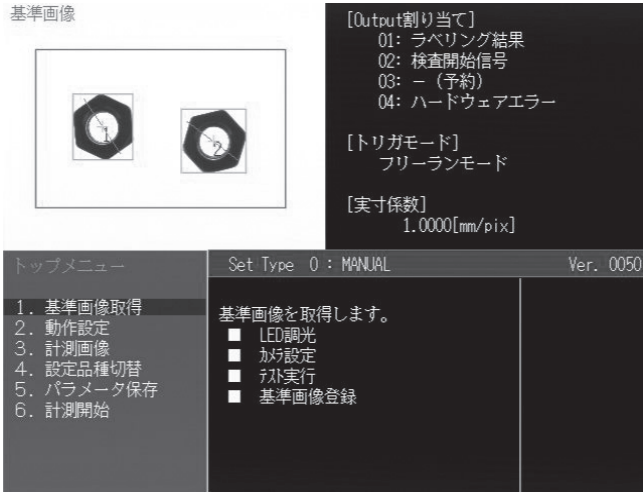 基準画像
1
2
[Output割り当て]
01: ラベリング結果
02: 検査開始信号
03: − (予約)
04: ハードウェアエラー
[トリガモード]
フリーランモード
[実寸係数]
1.0000[mm/pix]
トップメニュー
Set Type 0 : MANUAL
Ver. 0050
1. 基準画像取得
2. 動作設定
3. 計測画像
4. 設定品種切替
5. パラメータ保存
6. 計測開始
基準画像を取得します。
■ LED調光
■ カメラ設定
■ テスト実行
■ 基準画像登録